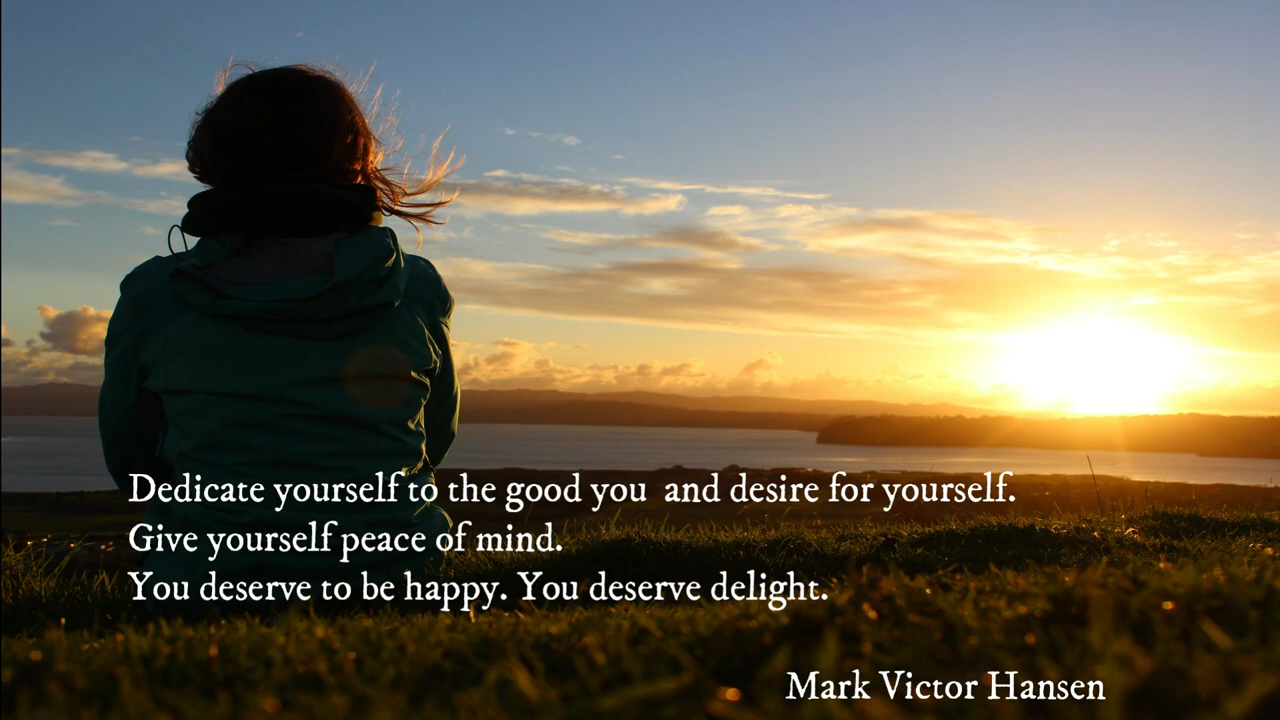 Dedicate yourself to the good you  and desire for yourself.
Give yourself peace of mind.
You deserve to be happy. You deserve delight.
Mark Victor Hansen